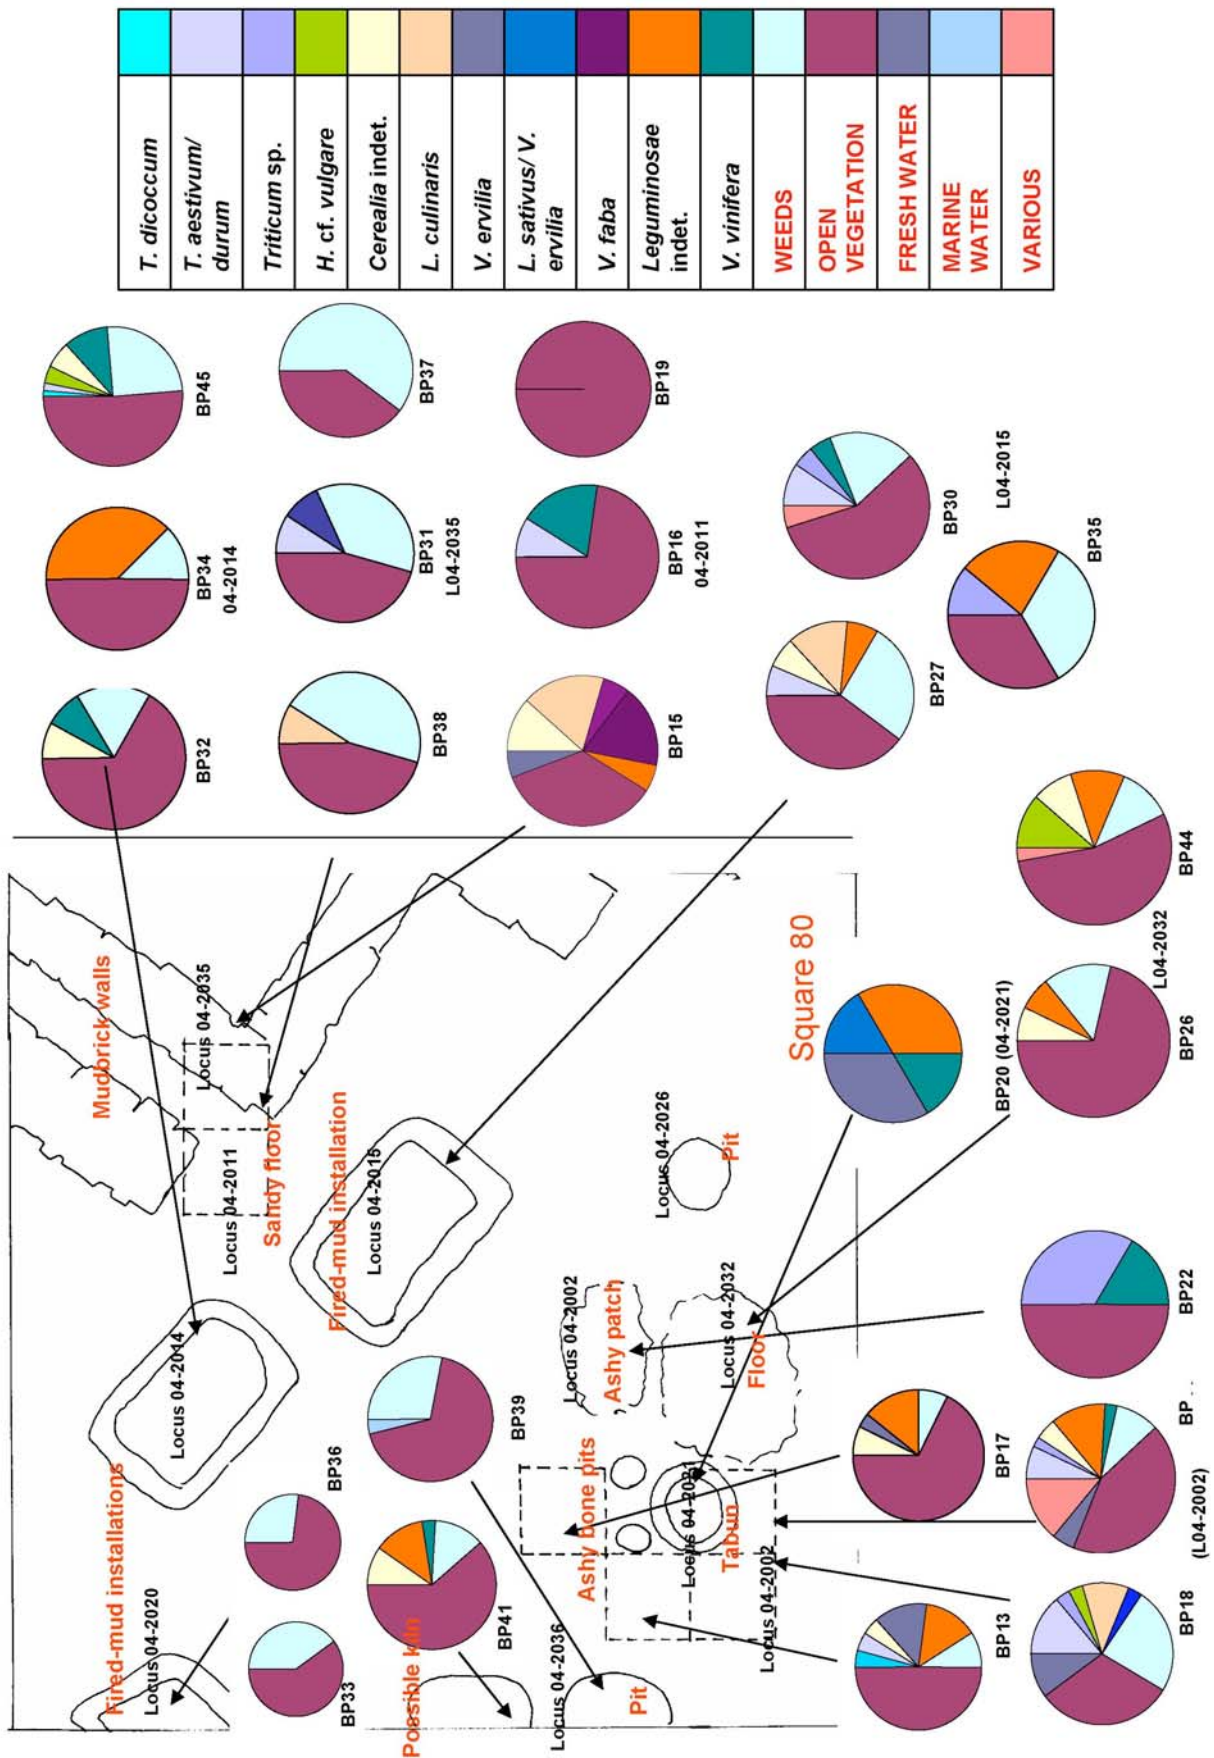 T. dicoccum
T. aestivum/
durum
Triticum sp.
H. cf. vulgare
Cerealia indet.
L. culinaris
V. ervilia
L. sativus/ V.
ervilia
V. faba
Leguminosae
indet.
V. vinifera
WEEDS
OPEN
VEGETATION
FRESH WATER
MARINE
WATER
VARIOUS
BP32
BP34
04-2014
BP45
BP38
BP31
L04-2035
BP37
BP15
BP16
04-2011
BP19
BP27
BP30
L04-2015
BP35
Fired-mud installations
Locus 04-2020
Locus 04-2014
Mudbrick walls
Locus 04-2035
Locus 04-2011
Sandy floor
Fired-mud installation
Locus 04-2015
BP33
BP36
Possible kiln
BP41
BP39
Locus 04-2036
Pit
Locus 04-2002
Ashy patch
Ashy bone pits
Locus 04-2026
Pit
Locus 04-2021
Locus 04-2032
Tabun
Floor
Locus 04-2002
Square 80
BP20 (04-2021)
BP13
BP17
BP18
BP
(L04-2002)
BP22
BP26
L04-2032
BP44